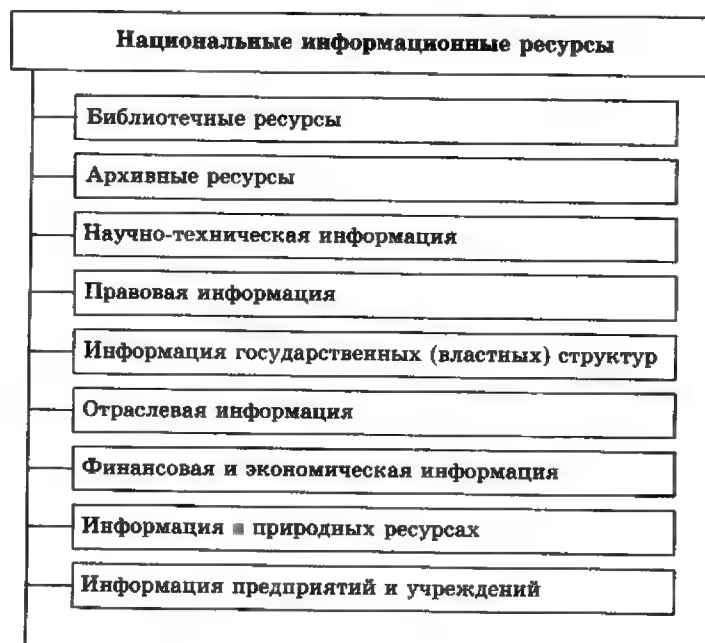 Национальные информационные ресурсы
Библиотечные ресурсы
Архивные ресурсы
Научно-техническая информация
Правовая информация
Информация государственных (властных) структур
Отраслевая информация
Финансовая и экономическая информация
Информация природных ресурсах
Информация предприятий и учреждений